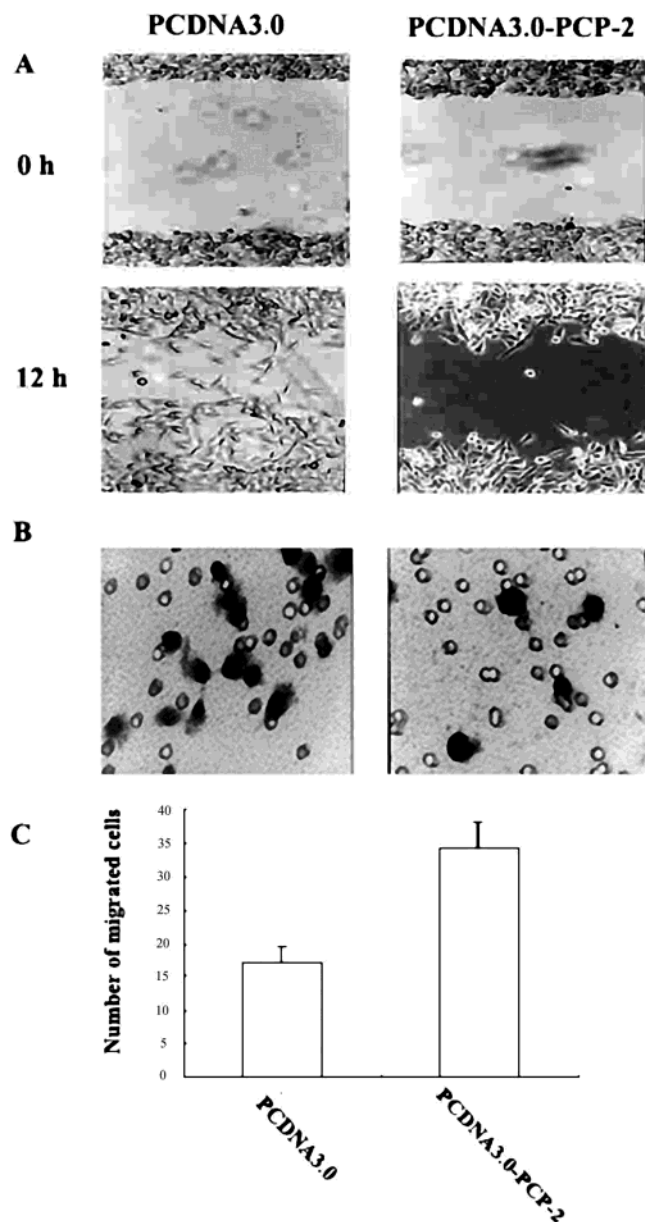 PCDNA3.0 PCDNA3.0-PCP-2
A
0 h
12 h
B
C
Number of migrated cells
40
35
30
25
20
15
10
5
0
PCDNA3.0
PCDNA3.0-PCP-2